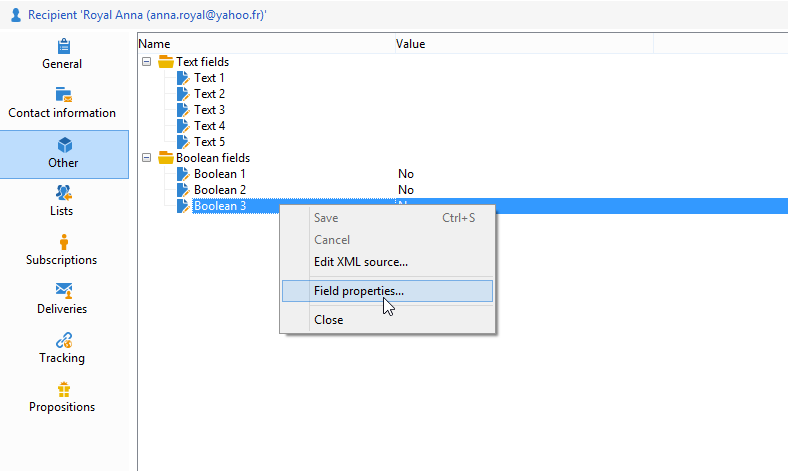 Recipient 'Royal Anna (anna.royal@yahoo.fr)'
General
Contact information
Other
Lists
Subscriptions
Deliveries
Tracking
Propositions
Name Value
Text fields
Text 1
Text 2
Text 3
Text 4
Text 5
Boolean fields
Boolean 1 No
Boolean 2 No
Boolean 3
Save Ctrl+S
Cancel
Edit XML source...
Field properties...
Close